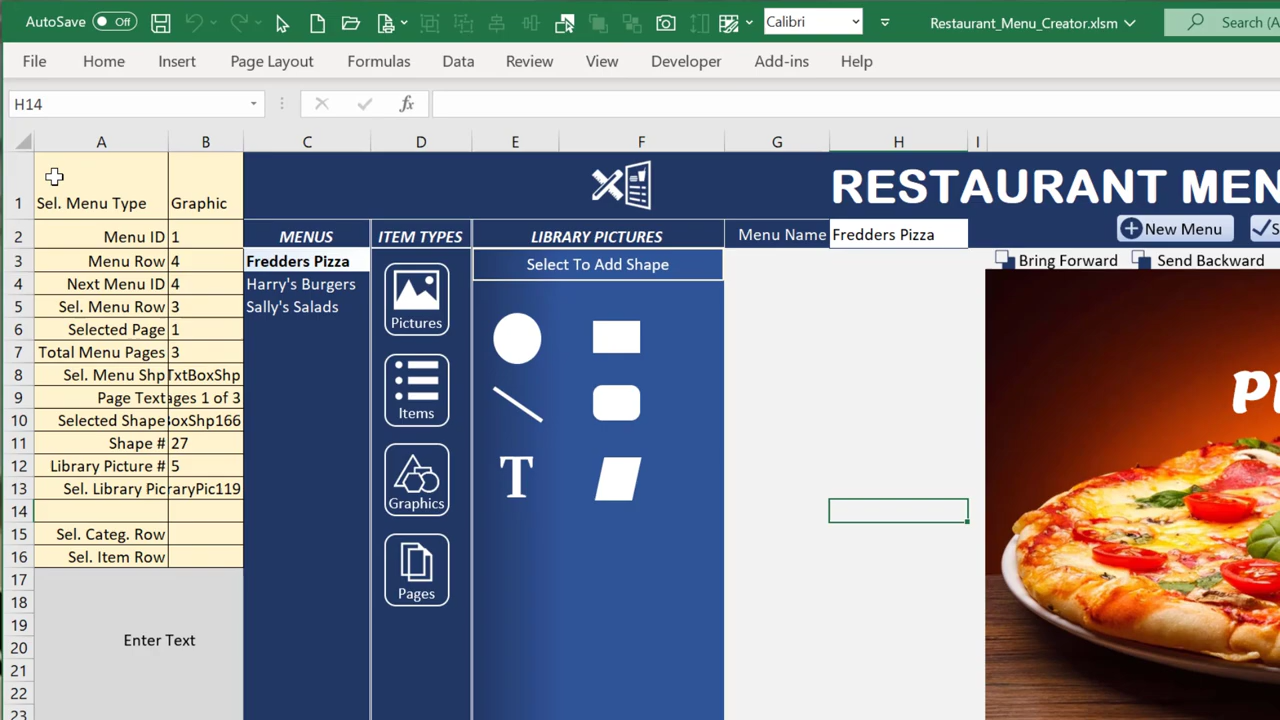 AutoSave Off Calibri Restaurant_Menu_Creator.xlsm Search (A
File Home Insert Page Layout Formulas Data Review View Developer Add-ins Help
H14 fx
A B C D E F G H I
1 Sel. Menu Type Graphic RESTAURANT MEN
2 Menu ID 1 MENUS ITEM TYPES LIBRARY PICTURES Menu Name Fredders Pizza New Menu S
3 Menu Row 4 Fredders Pizza Select To Add Shape Bring Forward Send Backward
4 Next Menu ID 4 Harry's Burgers
5 Sel. Menu Row 3 Sally's Salads
6 Selected Page 1 Pictures
7 Total Menu Pages 3
8 Sel. Menu Shp TxtBoxShp
9 Page Text ages 1 of 3
10 Selected Shape oxShp166 Items
11 Shape # 27
12 Library Picture # 5
13 Sel. Library Pic raryPic119 T
14 Graphics
15 Sel. Categ. Row
16 Sel. Item Row
17
18 Pages
19
20 Enter Text
21
22
23